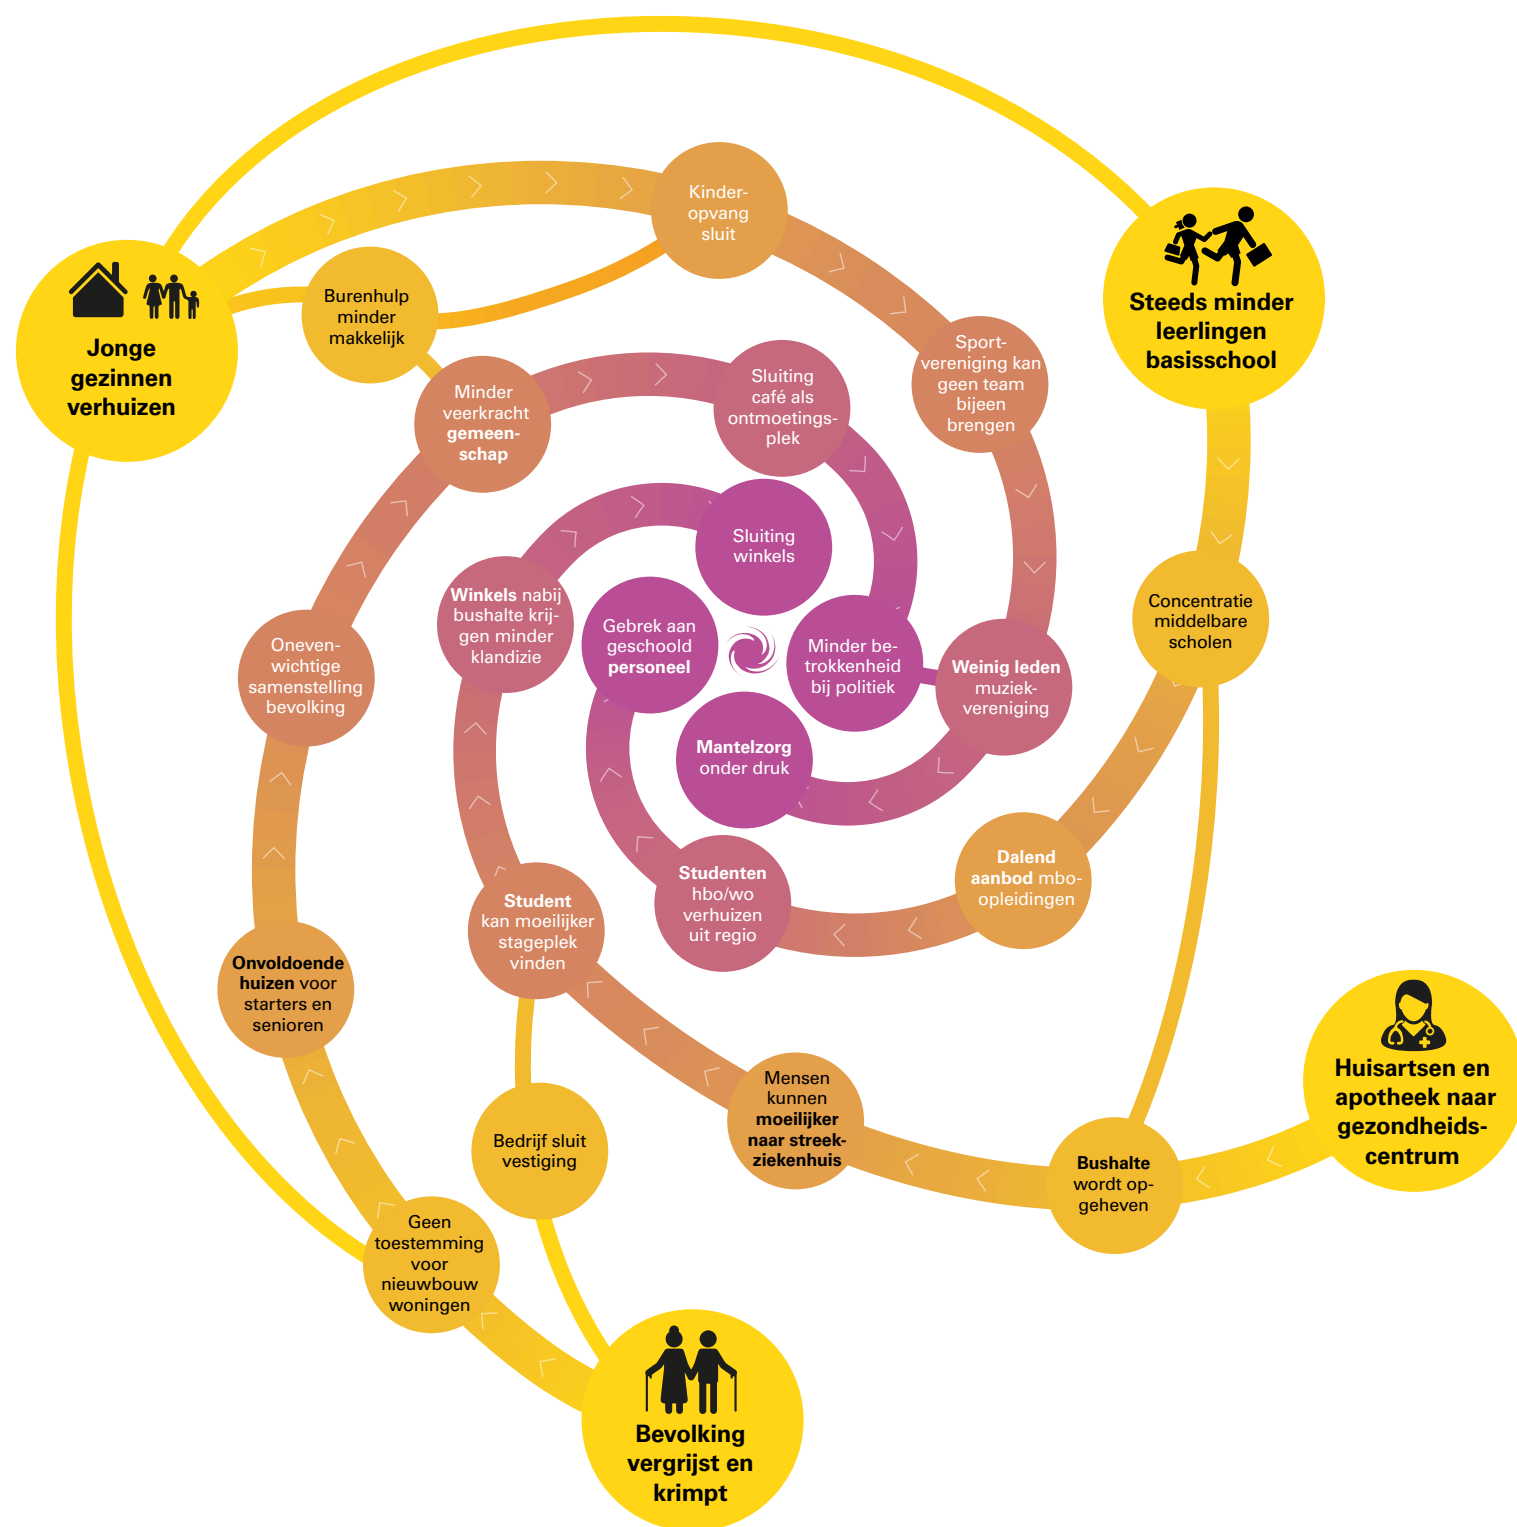 Kinder-
opvang
sluit
Steeds minder
leerlingen
basisschool
Burenhulp
minder
makkelijk
Jonge
gezinnen
verhuizen
Sport-
vereniging kan
geen team
bijeen
brengen
Minder
veerkracht
gemeen-
schap
Sluiting
café als
ontmoetings-
plek
Sluiting
winkels
Winkels nabij
bushalte krij-
gen minder
klandizie
Gebrek aan
geschoold
personeel
Minder be-
trokkenheid
bij politiek
Weinig leden
muziek-
vereniging
Concentratie
middelbare
scholen
Oneven-
wichtige
samenstelling
bevolking
Mantelzorg
onder druk
Dalend
aanbod mbo-
opleidingen
Studenten
hbo/wo
verhuizen
uit regio
Student
kan moeilijker
stageplek
vinden
Onvoldoende
huizen voor
starters en
senioren
Mensen
kunnen
moeilijker
naar streek-
ziekenhuis
Huisartsen en
apotheek naar
gezondheids-
centrum
Bushalte
wordt op-
geheven
Bedrijf sluit
vestiging
Geen
toestemming
voor
nieuwbouw
woningen
Bevolking
vergrijst en
krimpt